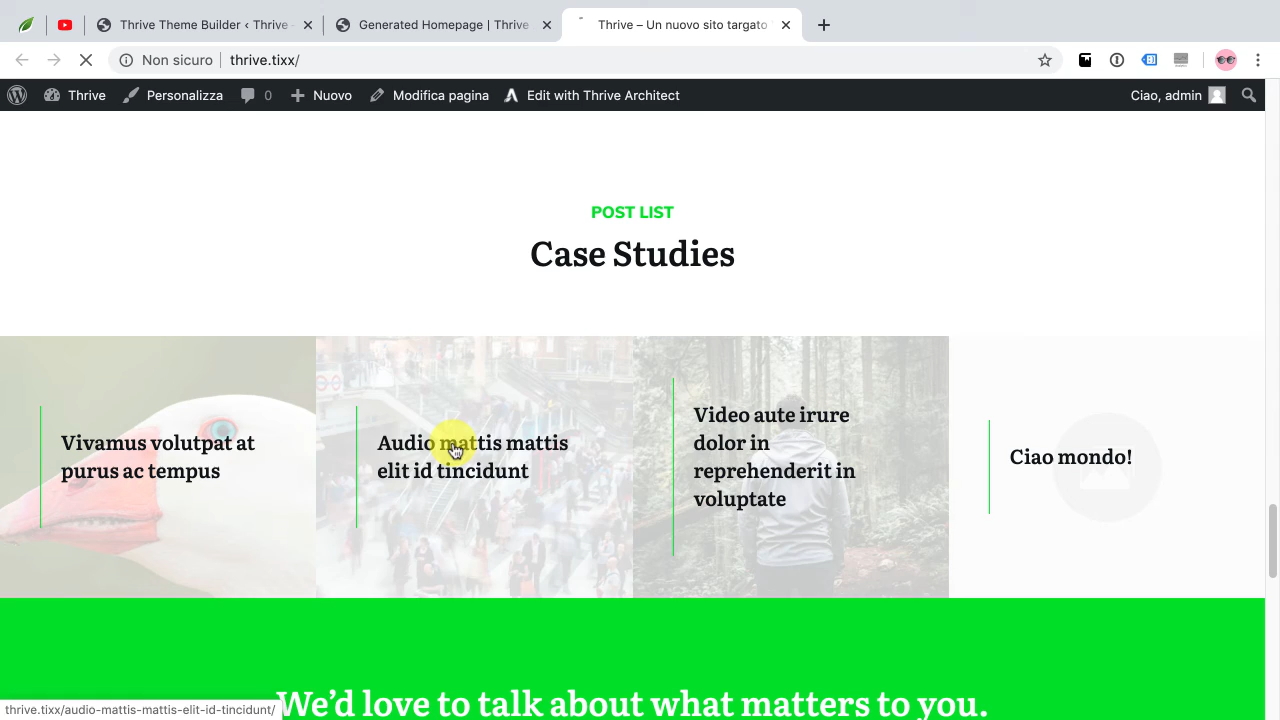 Thrive Theme Builder ‹ Thrive
Generated Homepage | Thrive
Thrive – Un nuovo sito targato
Non sicuro
thrive.tixx/
Thrive
Personalizza
0
Nuovo
Modifica pagina
Edit with Thrive Architect
Ciao, admin
POST LIST
Case Studies
Vivamus volutpat at
purus ac tempus
Audio mattis mattis
elit id tincidunt
Video aute irure
dolor in
reprehenderit in
voluptate
Ciao mondo!
We’d love to talk about what matters to you.
thrive.tixx/audio-mattis-mattis-elit-id-tincidunt/